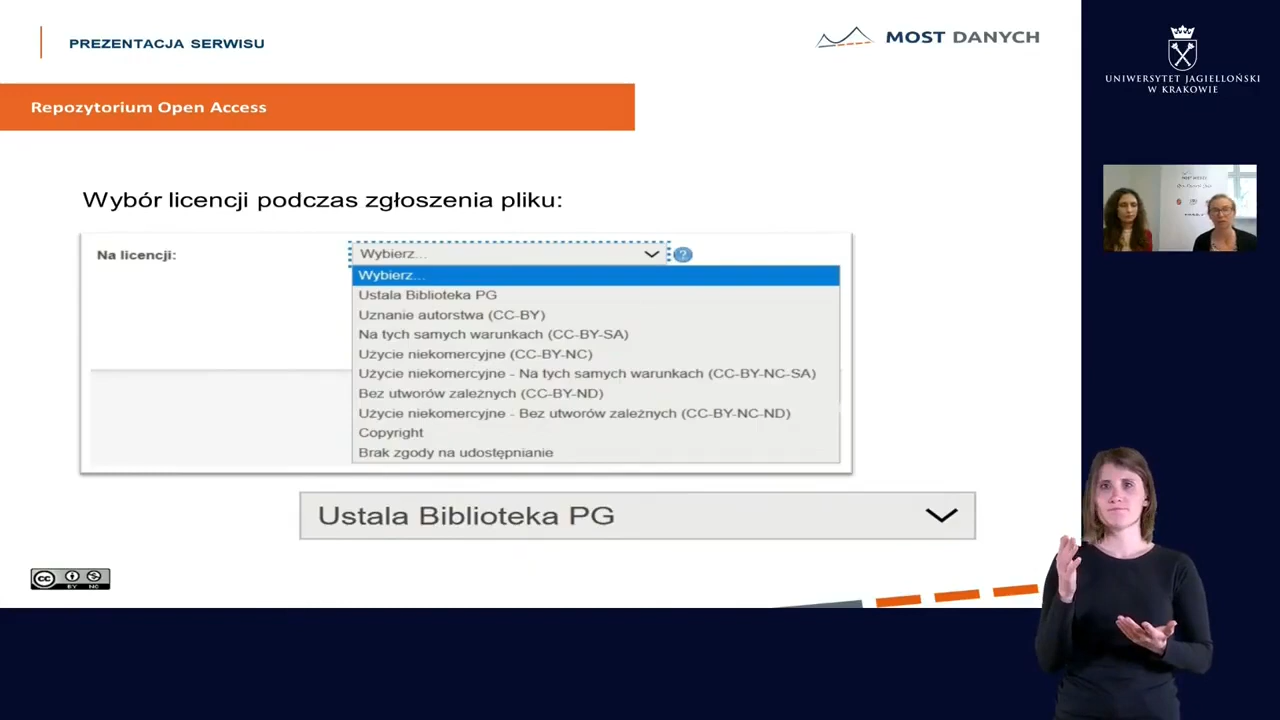 PREZENTACJA SERWISU
MOST DANYCH
UNIWERSYTET JAGIELLOŃSKI
W KRAKOWIE
Repozytorium Open Access
Wybór licencji podczas zgłoszenia pliku:
Na licencji:
Wybierz...
?
Wybierz...
Ustala Biblioteka PG
Uznanie autorstwa (CC-BY)
Na tych samych warunkach (CC-BY-SA)
Użycie niekomercyjne (CC-BY-NC)
Użycie niekomercyjne - Na tych samych warunkach (CC-BY-NC-SA)
Bez utworów zależnych (CC-BY-ND)
Użycie niekomercyjne - Bez utworów zależnych (CC-BY-NC-ND)
Copyright
Brak zgody na udostępnianie
Ustala Biblioteka PG
cc
BY NC